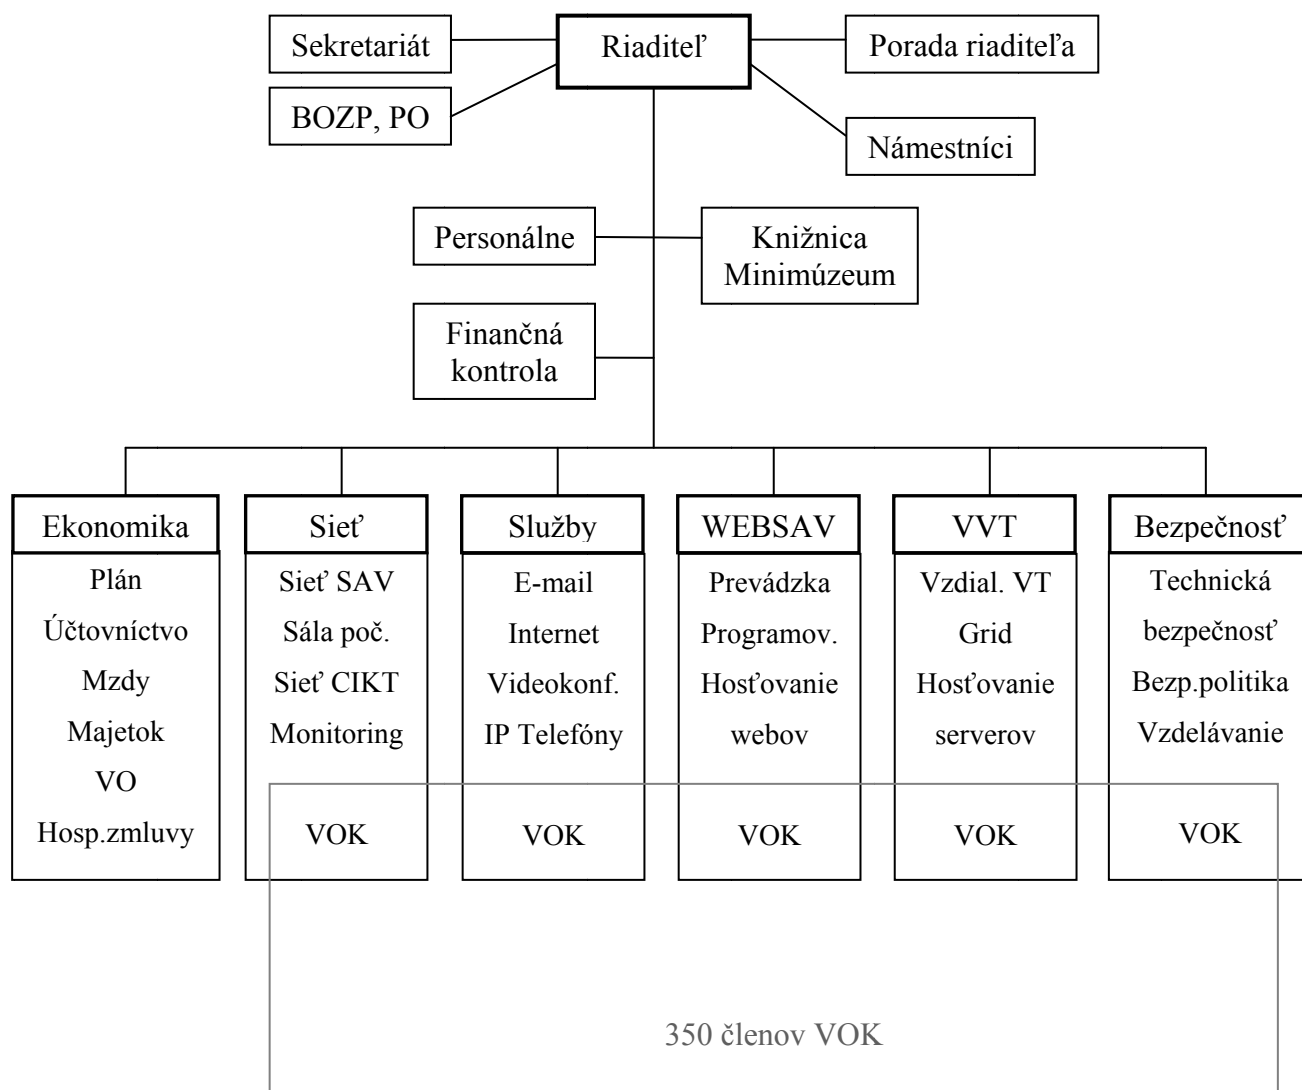 Sekretariát
Riaditeľ
Porada riaditeľa
BOZP, PO
Námestníci
Personálne
Knižnica
Minimúzeum
Finančná
kontrola
Ekonomika
Plán
Účtovníctvo
Mzdy
Majetok
VO
Hosp.zmluvy
Sieť
Sieť SAV
Sála poč.
Sieť CIKT
Monitoring
VOK
Služby
E-mail
Internet
Videokonf.
IP Telefóny
VOK
WEBSAV
Prevádzka
Programov.
Hosťovanie
webov
VOK
VVT
Vzdial. VT
Grid
Hosťovanie
serverov
VOK
Bezpečnosť
Technická
bezpečnosť
Bezp.politika
Vzdelávanie
VOK
350 členov VOK